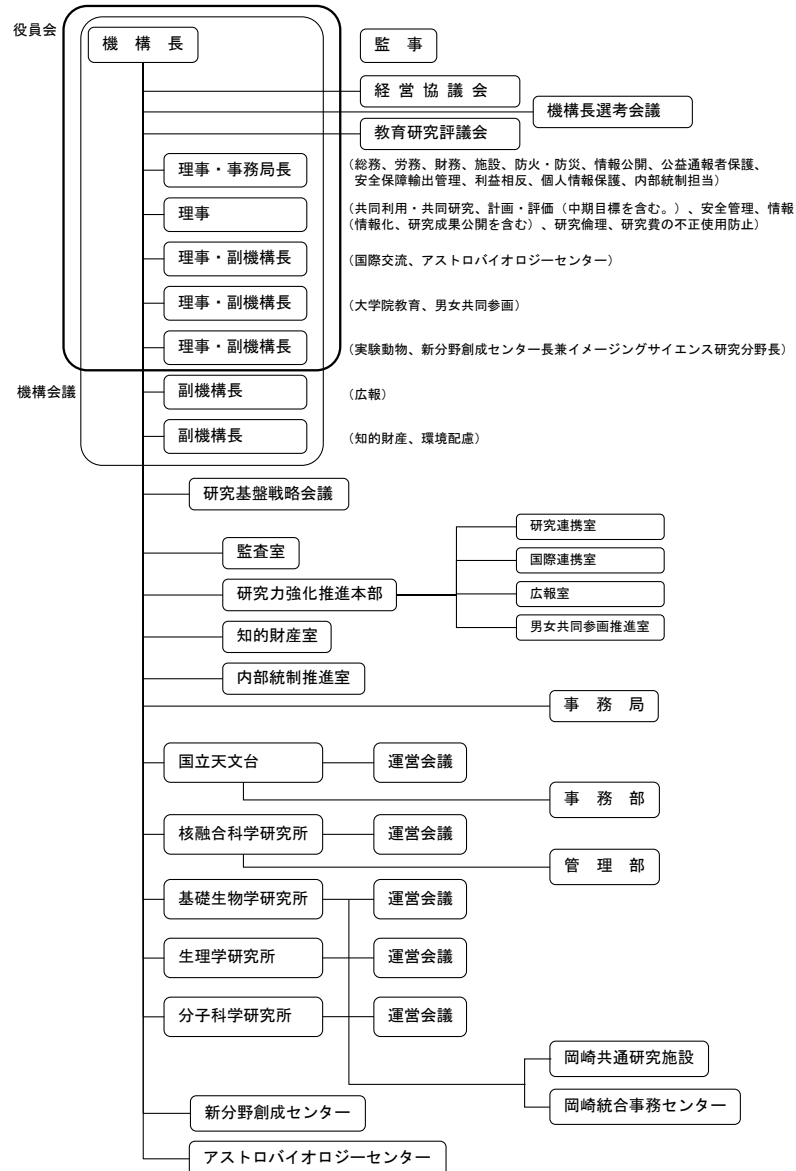 役員会
機 構 長
監 事
経 営 協 議 会
機構長選考会議
教育研究評議会
理事・事務局長
（総務、労務、財務、施設、防火・防災、情報公開、公益通報者保護、
安全保障輸出管理、利益相反、個人情報保護、内部統制担当）
理事
（共同利用・共同研究、計画・評価（中期目標を含む。）、安全管理、情報
（情報化、研究成果公開を含む）、研究倫理、研究費の不正使用防止）
理事・副機構長
（国際交流、アストロバイオロジーセンター）
理事・副機構長
（大学院教育、男女共同参画）
理事・副機構長
（実験動物、新分野創成センター長兼イメージングサイエンス研究分野長）
機構会議
副機構長
（広報）
副機構長
（知的財産、環境配慮）
研究基盤戦略会議
研究連携室
監査室
国際連携室
研究力強化推進本部
広報室
知的財産室
男女共同参画推進室
内部統制推進室
事 務 局
国立天文台
運営会議
事 務 部
核融合科学研究所
運営会議
管 理 部
基礎生物学研究所
運営会議
生理学研究所
運営会議
分子科学研究所
運営会議
岡崎共通研究施設
岡崎統合事務センター
新分野創成センター
アストロバイオロジーセンター